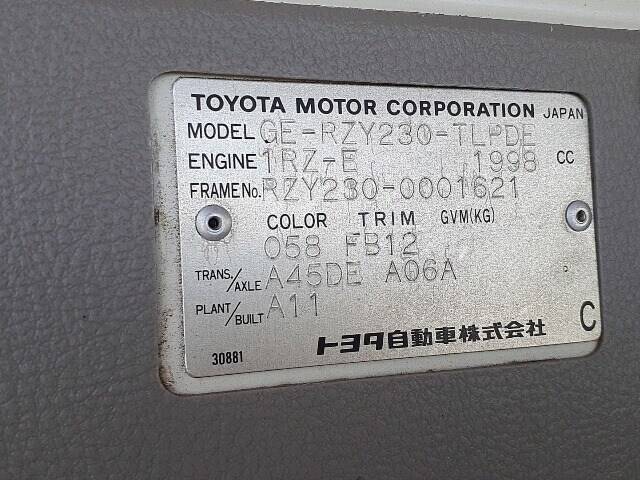 TOYOTA MOTOR CORPORATION JAPAN
MODEL GE-RZY230-TLPDE
ENGINE 1RZ-E 1998 CC
FRAME No. RZY230-0001621
COLOR TRIM GVM(KG)
058 FB12
TRANS./AXLE A45DE A06A
PLANT/BUILT A11
30881 トヨタ自動車株式会社 C